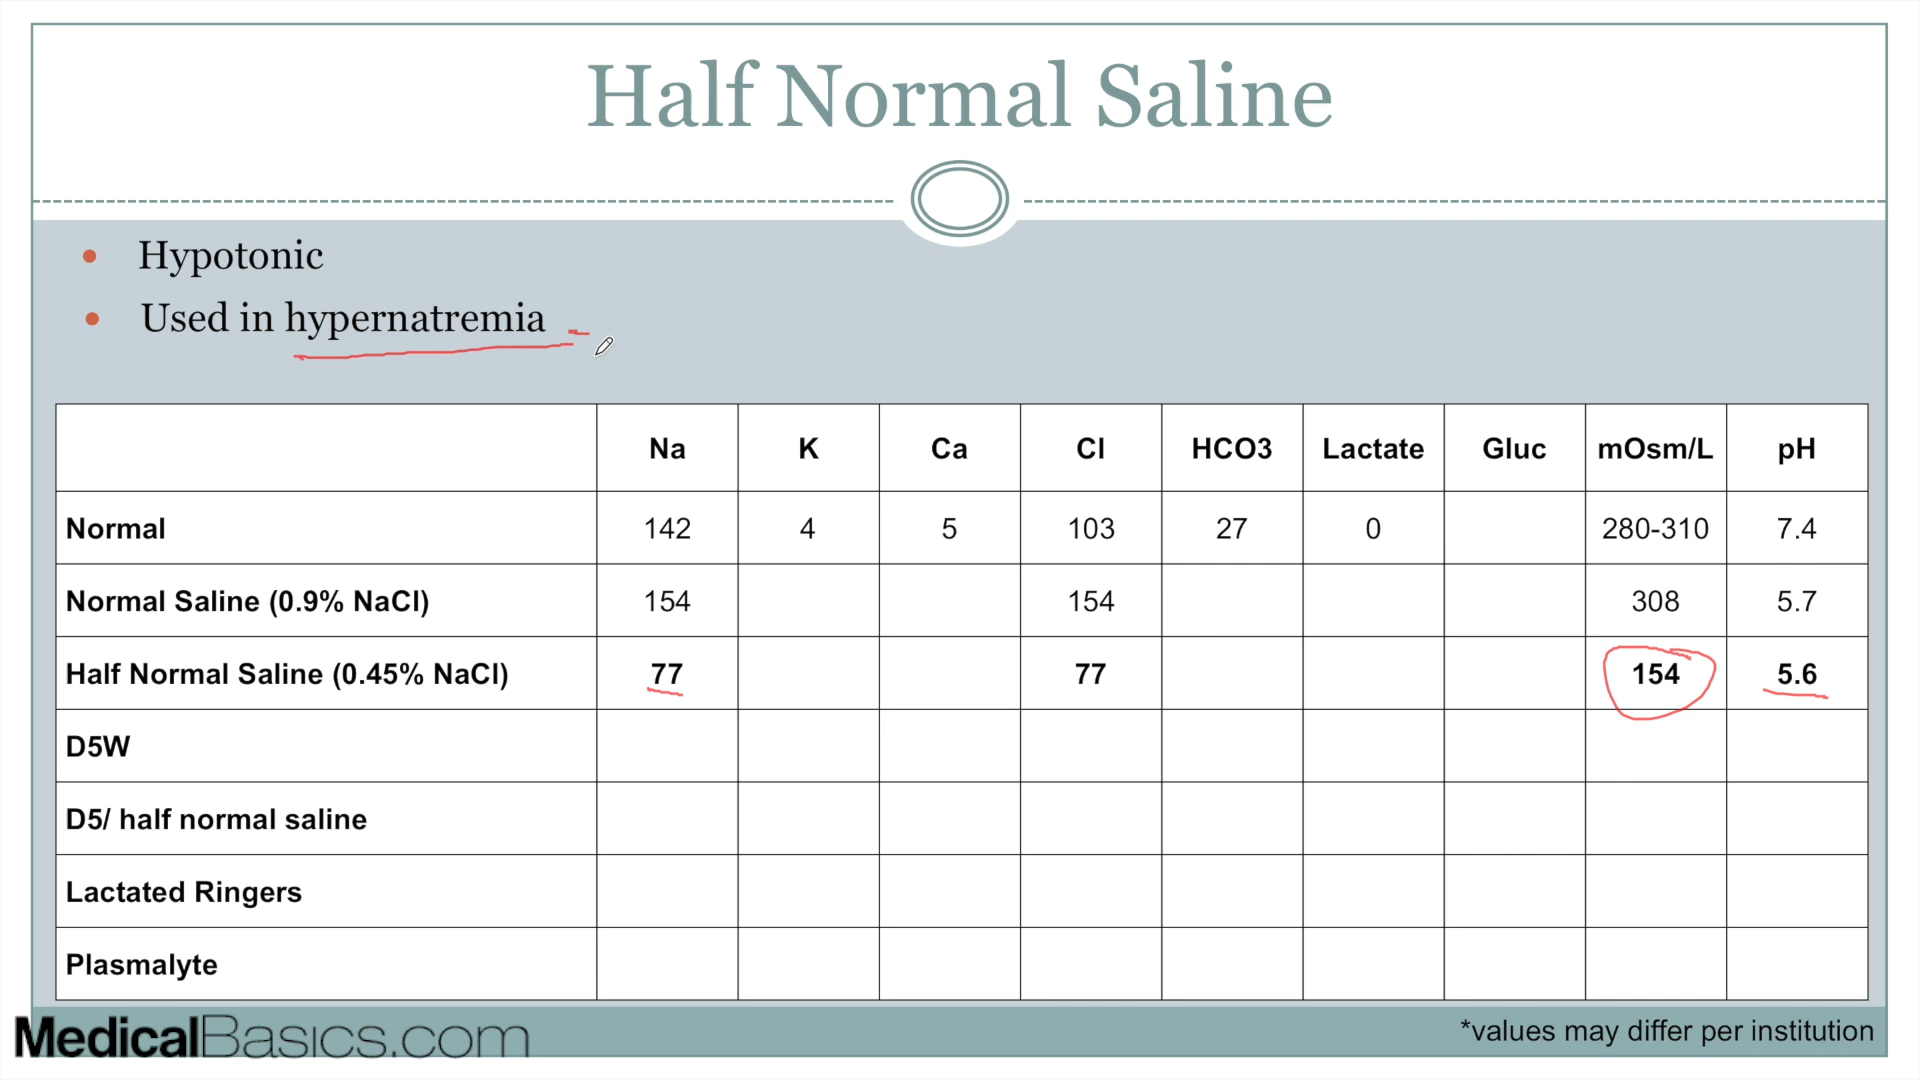 Half Normal Saline
Hypotonic
Used in hypernatremia
Na K Ca Cl HCO3 Lactate Gluc mOsm/L pH
Normal 142 4 5 103 27 0 280-310 7.4
Normal Saline (0.9% NaCl) 154 154 308 5.7
Half Normal Saline (0.45% NaCl) 77 77 154 5.6
D5W
D5/ half normal saline
Lactated Ringers
Plasmalyte
MedicalBasics.com
*values may differ per institution